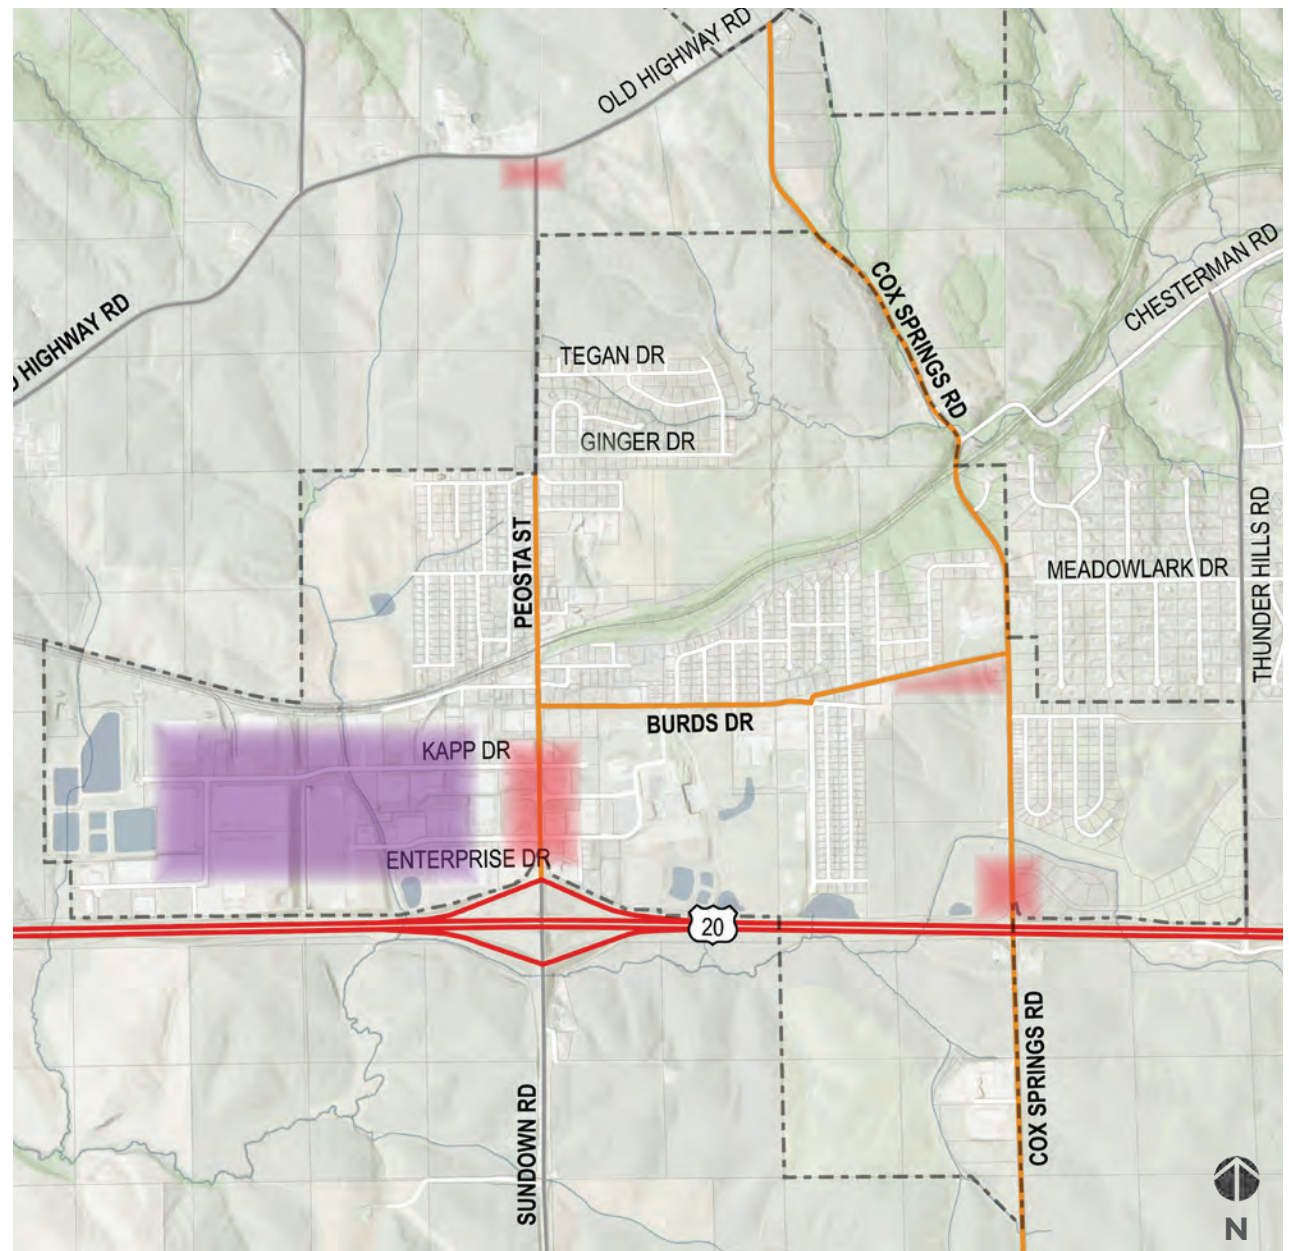 OLD HIGHWAY RD
CHESTERMAN RD
COX SPRINGS RD
D HIGHWAY RD
TEGAN DR
GINGER DR
THUNDER HILLS RD
PEOSTA ST
MEADOWLARK DR
BURDS DR
KAPP DR
ENTERPRISE DR
20
COX SPRINGS RD
SUNDOWN RD
N